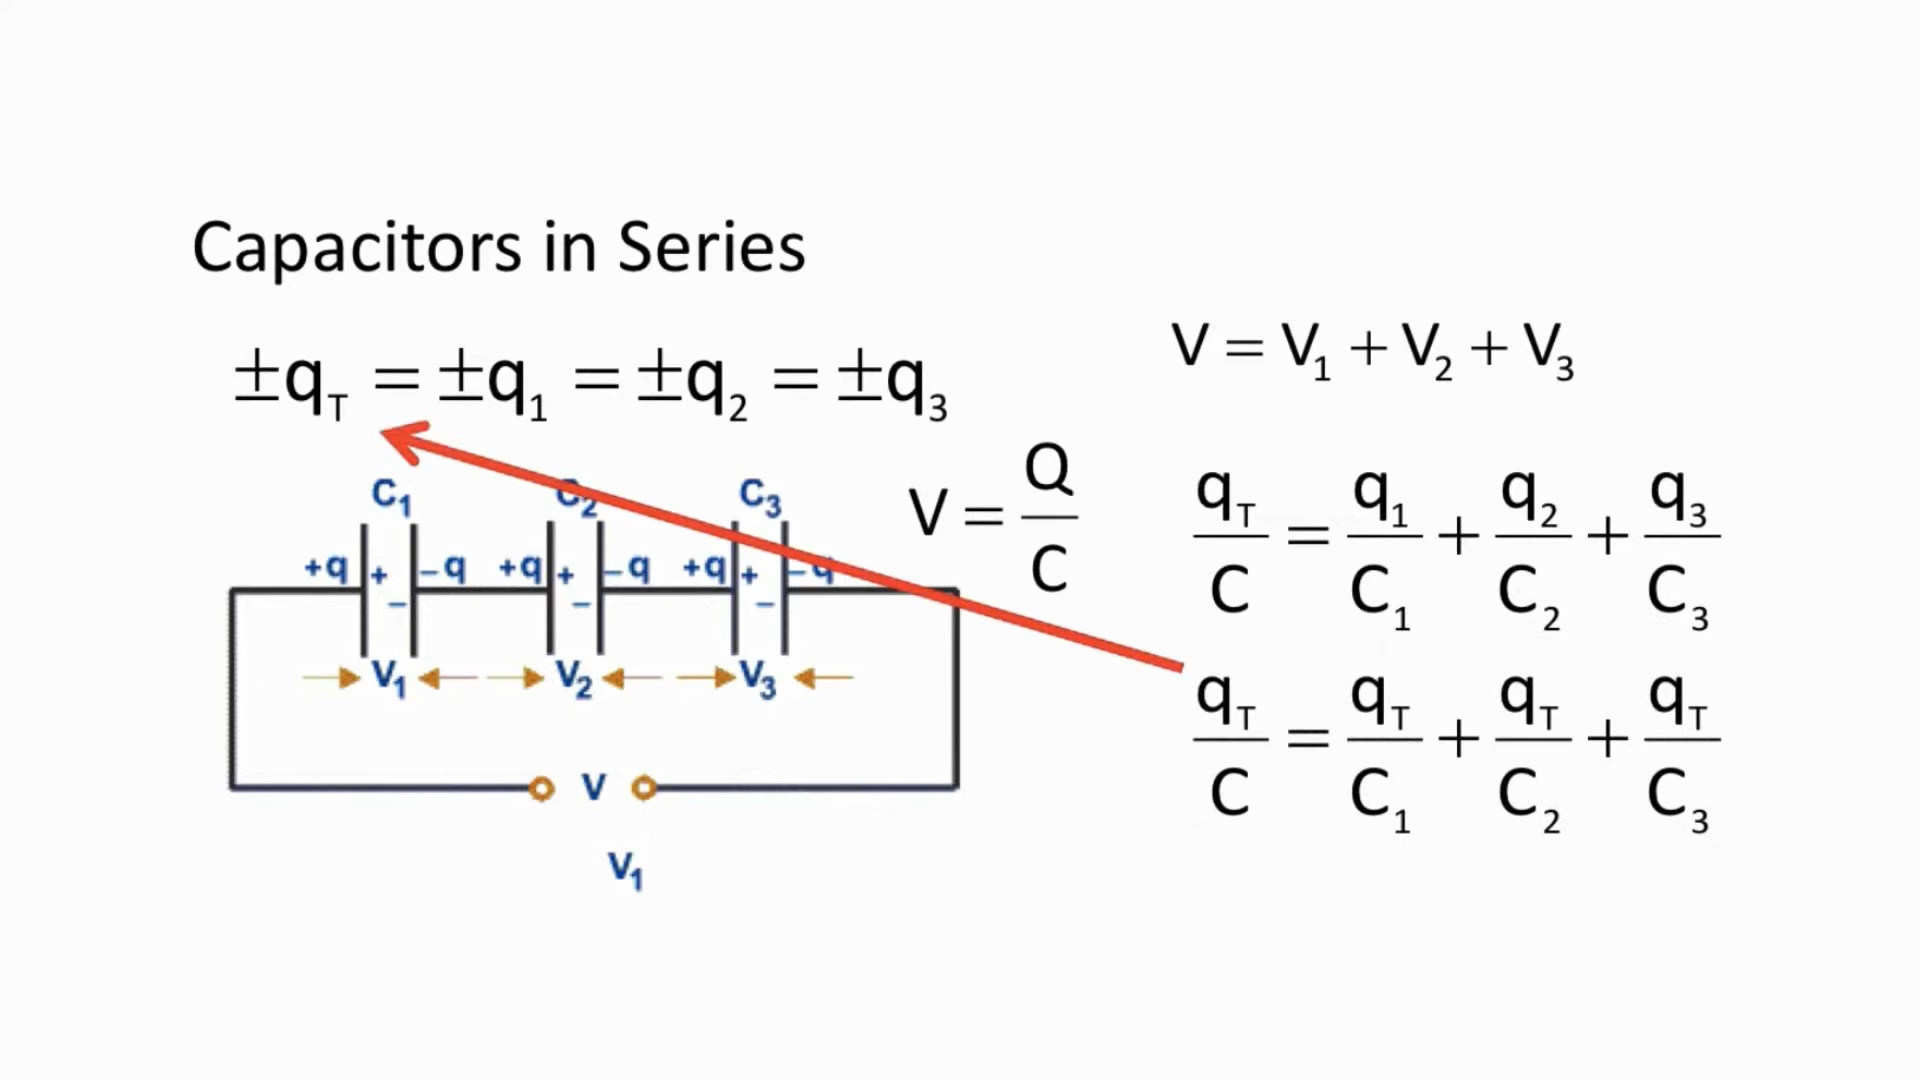 Capacitors in Series
±q_T = ±q_1 = ±q_2 = ±q_3
V = V_1 + V_2 + V_3
V = Q/C
q_T/C = q_1/C_1 + q_2/C_2 + q_3/C_3
q_T/C = q_T/C_1 + q_T/C_2 + q_T/C_3
C_1 C_2 C_3
+q + − −q +q + − −q +q + − −q
V_1 V_2 V_3
V
V_1